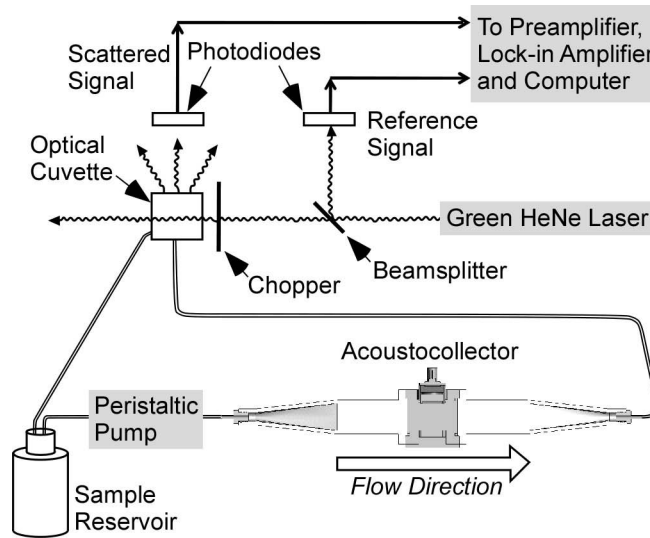 Scattered
Signal
Photodiodes
To Preamplifier,
Lock-in Amplifier
and Computer
Reference
Signal
Optical
Cuvette
Green HeNe Laser
Beamsplitter
Chopper
Acoustocollector
Peristaltic
Pump
Flow Direction
Sample
Reservoir